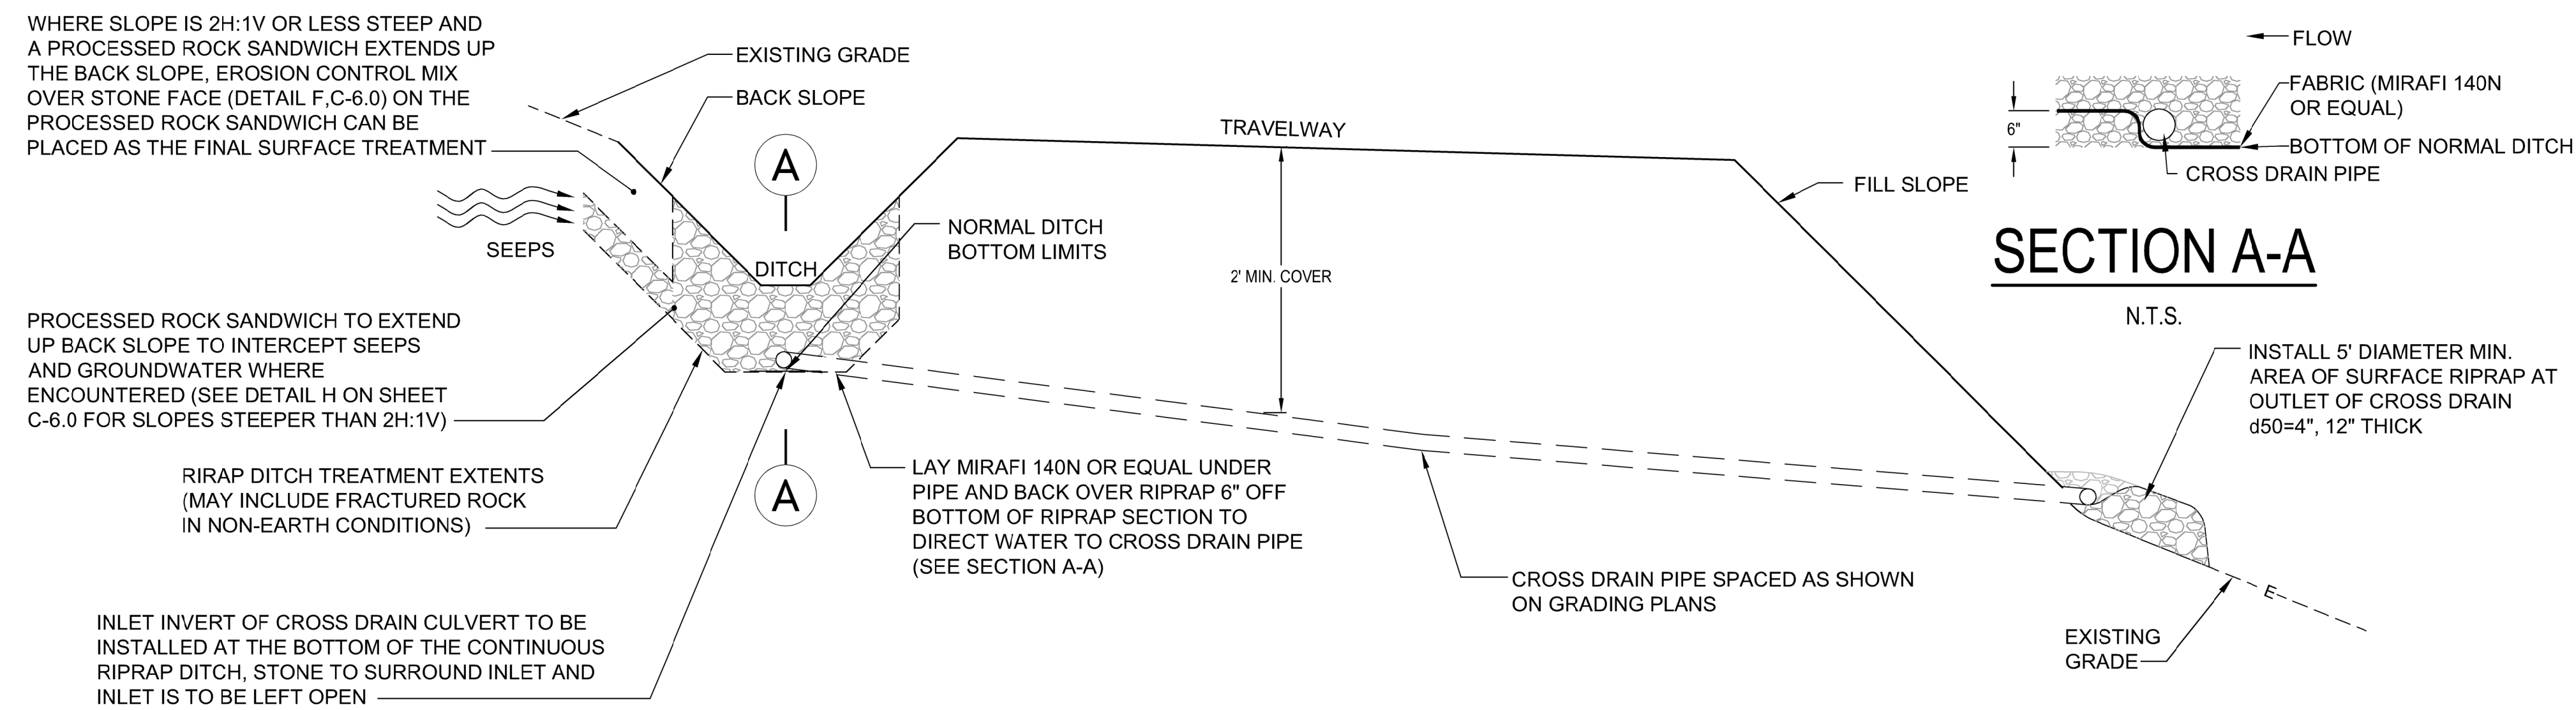 WHERE SLOPE IS 2H:1V OR LESS STEEP AND
A PROCESSED ROCK SANDWICH EXTENDS UP
THE BACK SLOPE, EROSION CONTROL MIX
OVER STONE FACE (DETAIL F,C-6.0) ON THE
PROCESSED ROCK SANDWICH CAN BE
PLACED AS THE FINAL SURFACE TREATMENT
EXISTING GRADE
BACK SLOPE
A
SEEPS
DITCH
NORMAL DITCH
BOTTOM LIMITS
TRAVELWAY
2' MIN. COVER
FILL SLOPE
FLOW
FABRIC (MIRAFI 140N
OR EQUAL)
6"
BOTTOM OF NORMAL DITCH
CROSS DRAIN PIPE
SECTION A-A
N.T.S.
PROCESSED ROCK SANDWICH TO EXTEND
UP BACK SLOPE TO INTERCEPT SEEPS
AND GROUNDWATER WHERE
ENCOUNTERED (SEE DETAIL H ON SHEET
C-6.0 FOR SLOPES STEEPER THAN 2H:1V)
RIRAP DITCH TREATMENT EXTENTS
(MAY INCLUDE FRACTURED ROCK
IN NON-EARTH CONDITIONS)
A
LAY MIRAFI 140N OR EQUAL UNDER
PIPE AND BACK OVER RIPRAP 6" OFF
BOTTOM OF RIPRAP SECTION TO
DIRECT WATER TO CROSS DRAIN PIPE
(SEE SECTION A-A)
INSTALL 5' DIAMETER MIN.
AREA OF SURFACE RIPRAP AT
OUTLET OF CROSS DRAIN
d50=4", 12" THICK
CROSS DRAIN PIPE SPACED AS SHOWN
ON GRADING PLANS
INLET INVERT OF CROSS DRAIN CULVERT TO BE
INSTALLED AT THE BOTTOM OF THE CONTINUOUS
RIPRAP DITCH, STONE TO SURROUND INLET AND
INLET IS TO BE LEFT OPEN
E
EXISTING
GRADE